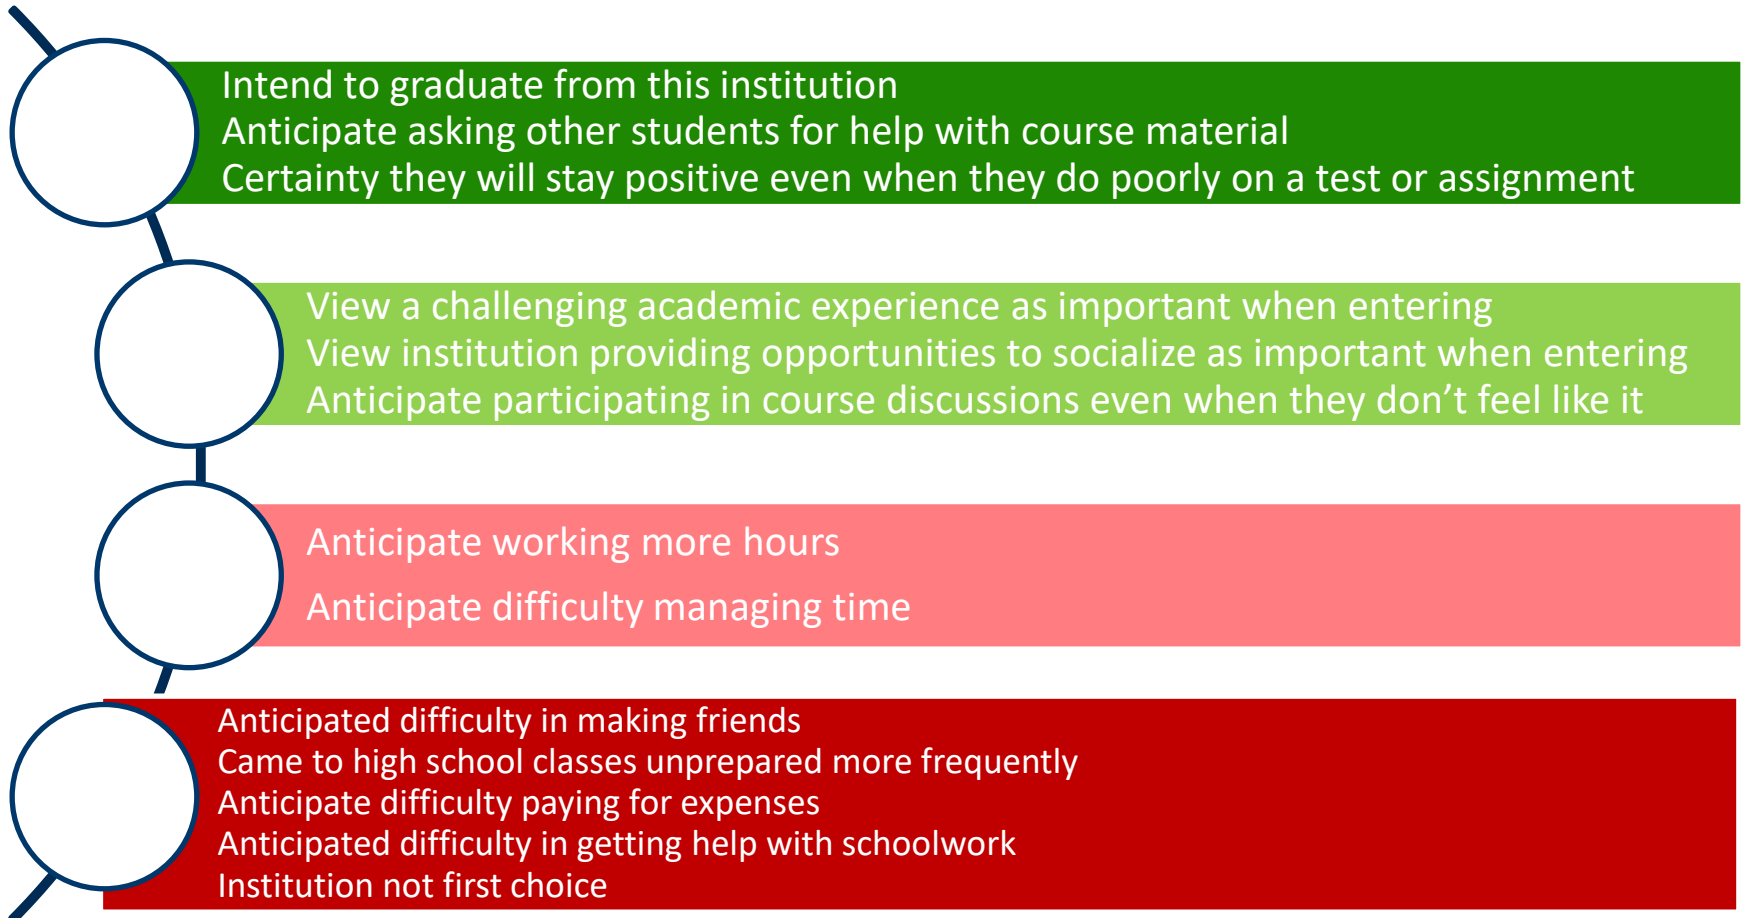 Intend to graduate from this institution
Anticipate asking other students for help with course material
Certainty they will stay positive even when they do poorly on a test or assignment
View a challenging academic experience as important when entering
View institution providing opportunities to socialize as important when entering
Anticipate participating in course discussions even when they don’t feel like it
Anticipate working more hours
Anticipate difficulty managing time
Anticipated difficulty in making friends
Came to high school classes unprepared more frequently
Anticipate difficulty paying for expenses
Anticipated difficulty in getting help with schoolwork
Institution not first choice